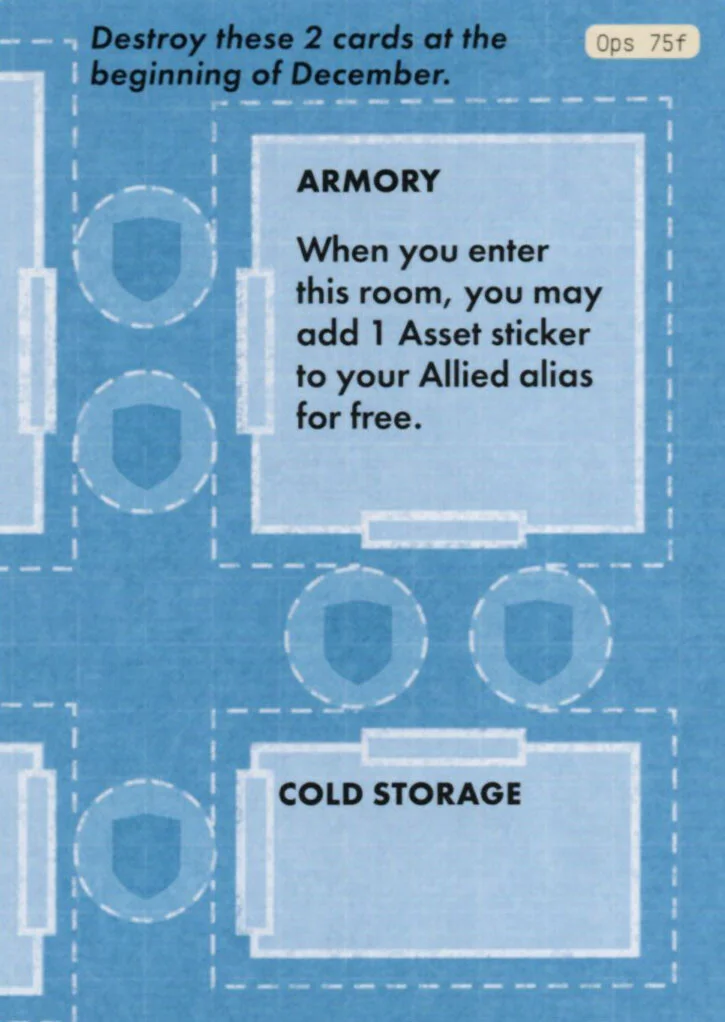 Destroy these 2 cards at the
beginning of December.
Ops 75f
ARMORY
When you enter
this room, you may
add 1 Asset sticker
to your Allied alias
for free.
COLD STORAGE